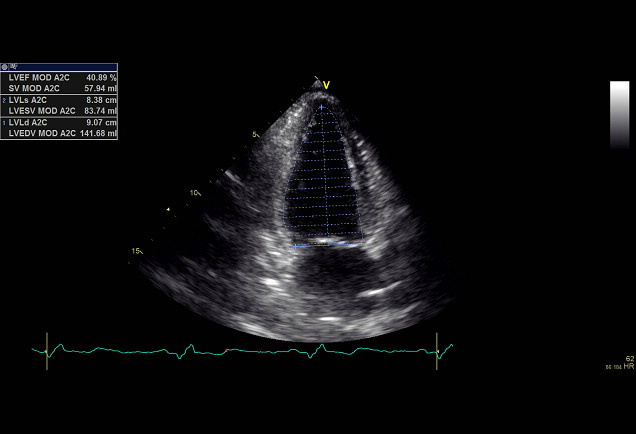 V
LVEF MOD A2C 40.89 %
SV MOD A2C 57.94 ml
2 LVLs A2C 8.38 cm
LVESV MOD A2C 83.74 ml
1 LVLd A2C 9.07 cm
LVEDV MOD A2C 141.68 ml
5
10
15
62
HR